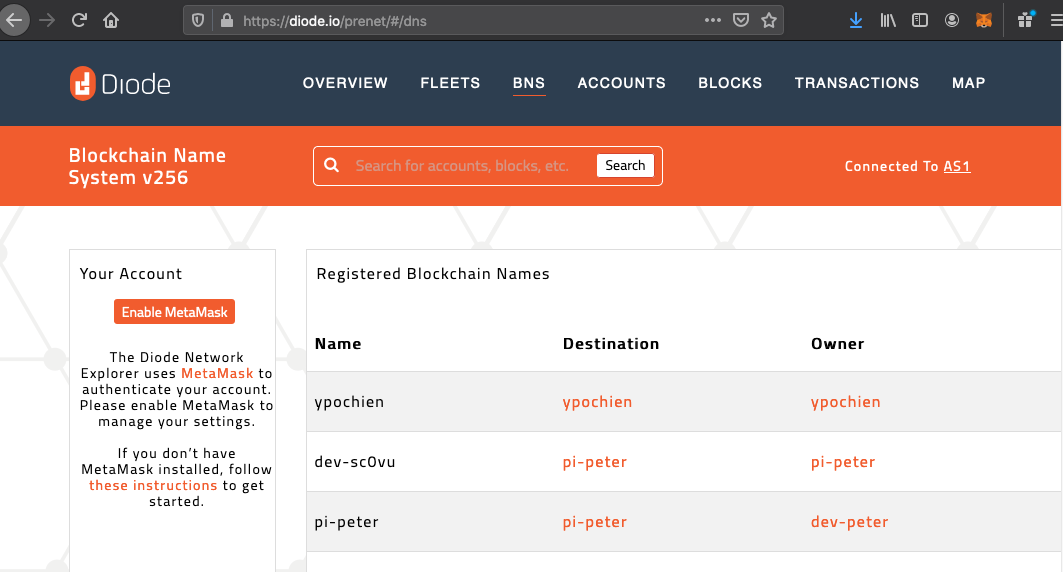 https://diode.io/prenet/#/dns
Diode
OVERVIEW FLEETS BNS ACCOUNTS BLOCKS TRANSACTIONS MAP
Blockchain Name
System v256
Search for accounts, blocks, etc. Search
Connected To AS1
Your Account
Enable MetaMask
The Diode Network
Explorer uses MetaMask to
authenticate your account.
Please enable MetaMask to
manage your settings.
If you don't have
MetaMask installed, follow
these instructions to get
started.
Registered Blockchain Names
Name Destination Owner
ypochien ypochien ypochien
dev-sc0vu pi-peter pi-peter
pi-peter pi-peter dev-peter